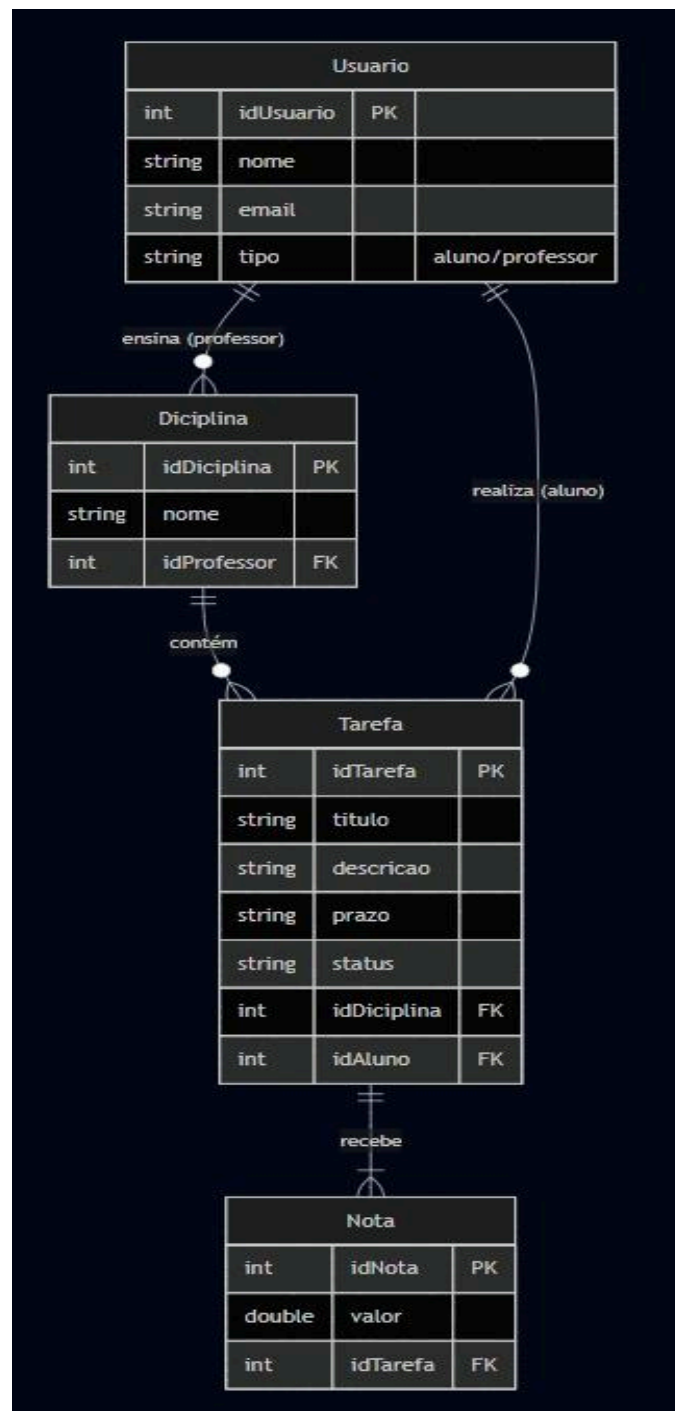 Usuario
int idUsuario PK
string nome
string email
string tipo aluno/professor
ensina (professor)
Diciplina
int idDiciplina PK
string nome
int idProfessor FK
realiza (aluno)
contém
Tarefa
int idTarefa PK
string titulo
string descricao
string prazo
string status
int idDiciplina FK
int idAluno FK
recebe
Nota
int idNota PK
double valor
int idTarefa FK